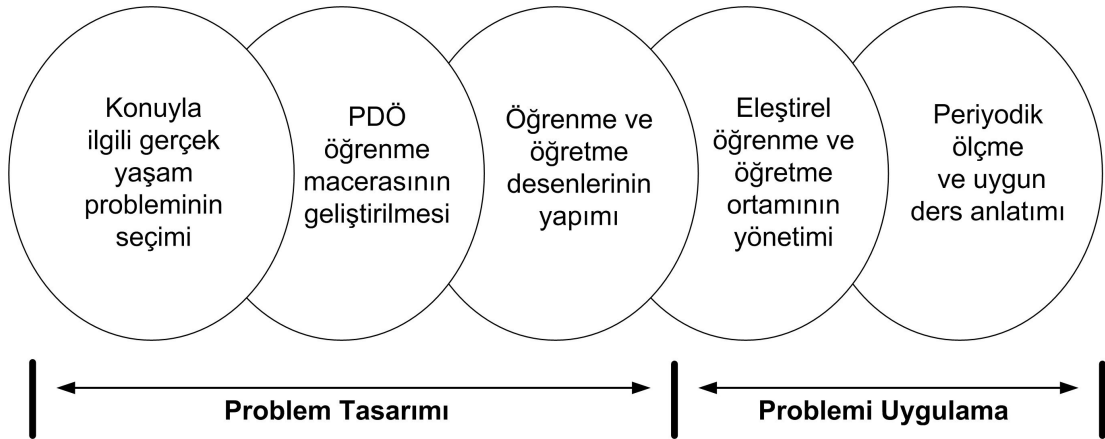 Konuyla
ilgili gerçek
yaşam
probleminin
seçimi
PDÖ
öğrenme
macerasının
geliştirilmesi
Öğrenme ve
öğretme
desenlerinin
yapımı
Eleştirel
öğrenme ve
öğretme
ortamının
yönetimi
Periyodik
ölçme
ve uygun
ders anlatımı
Problem Tasarımı
Problemi Uygulama